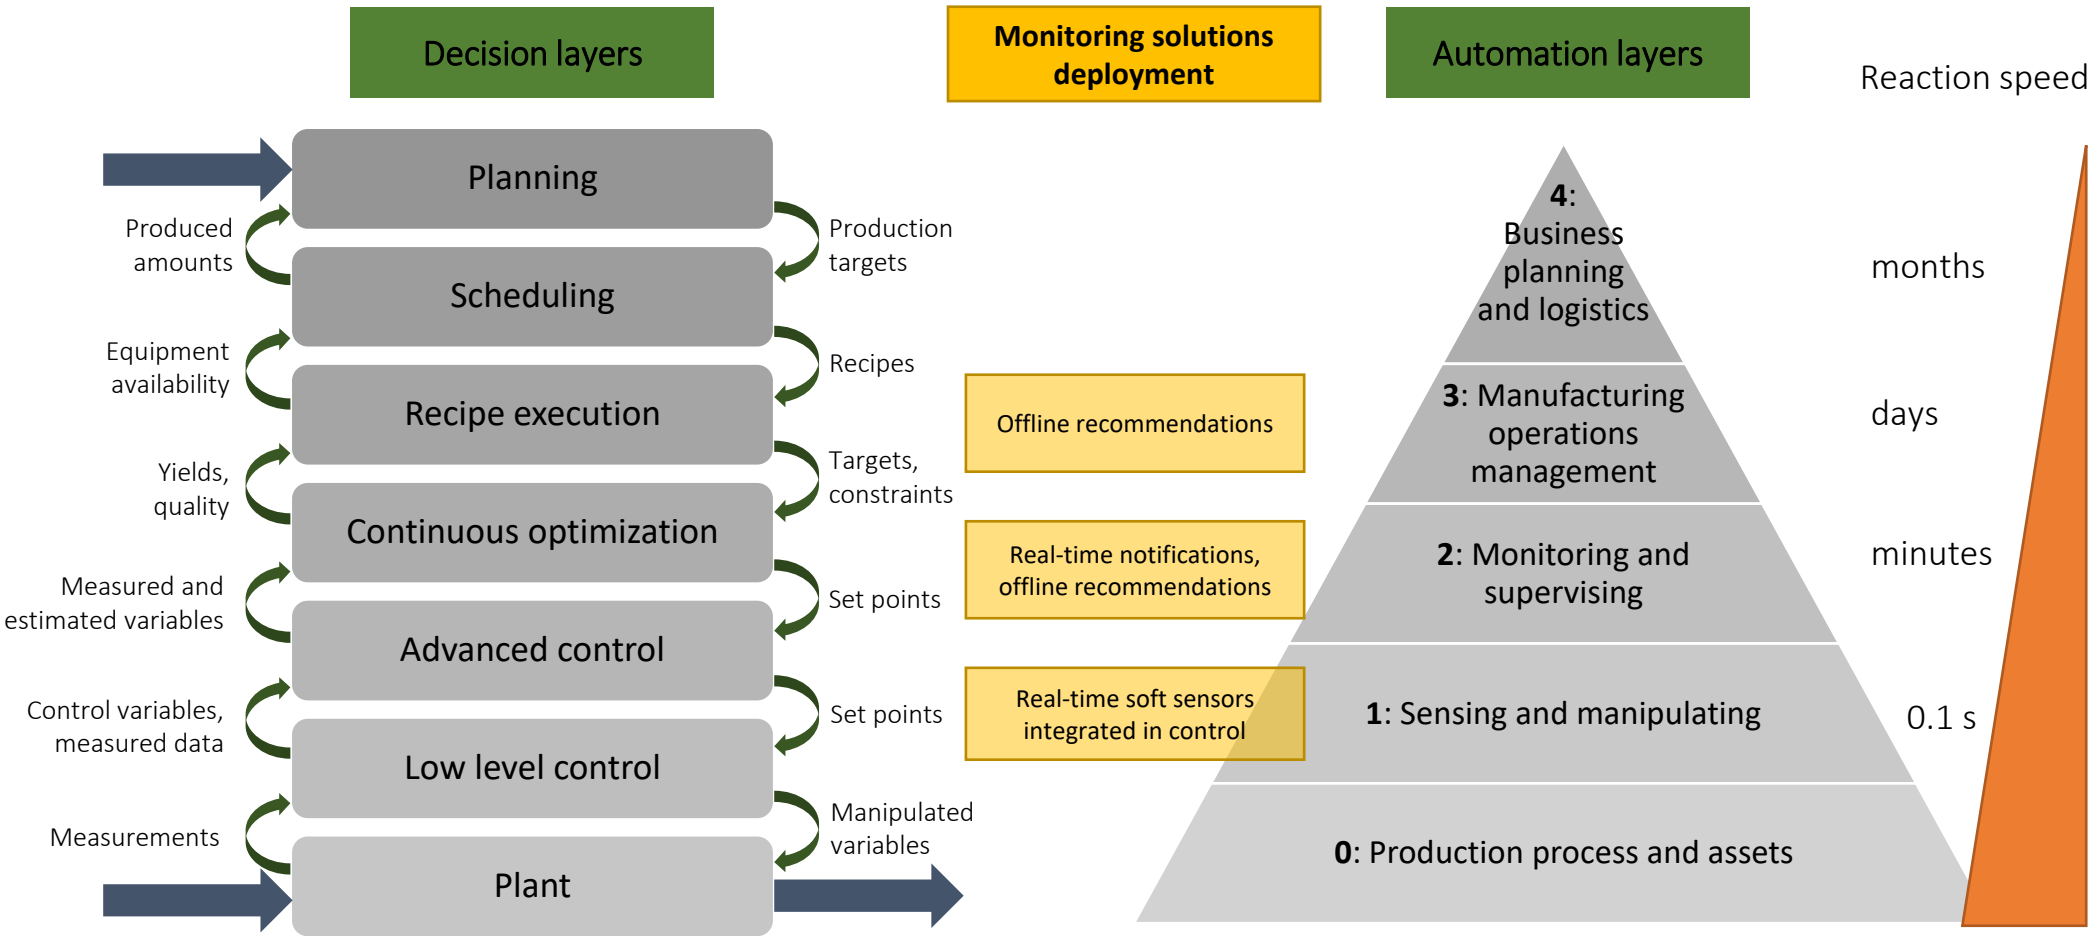 Decision layers
Monitoring solutions
deployment
Automation layers
Reaction speed
Planning
Scheduling
Recipe execution
Continuous optimization
Advanced control
Low level control
Plant
Produced
amounts
Equipment
availability
Yields,
quality
Measured and
estimated variables
Control variables,
measured data
Measurements
Production
targets
Recipes
Targets,
constraints
Set points
Set points
Manipulated
variables
Offline recommendations
Real-time notifications,
offline recommendations
Real-time soft sensors
integrated in control
4:
Business
planning
and logistics
3: Manufacturing
operations
management
2: Monitoring and
supervising
1: Sensing and manipulating
0: Production process and assets
months
days
minutes
0.1 s